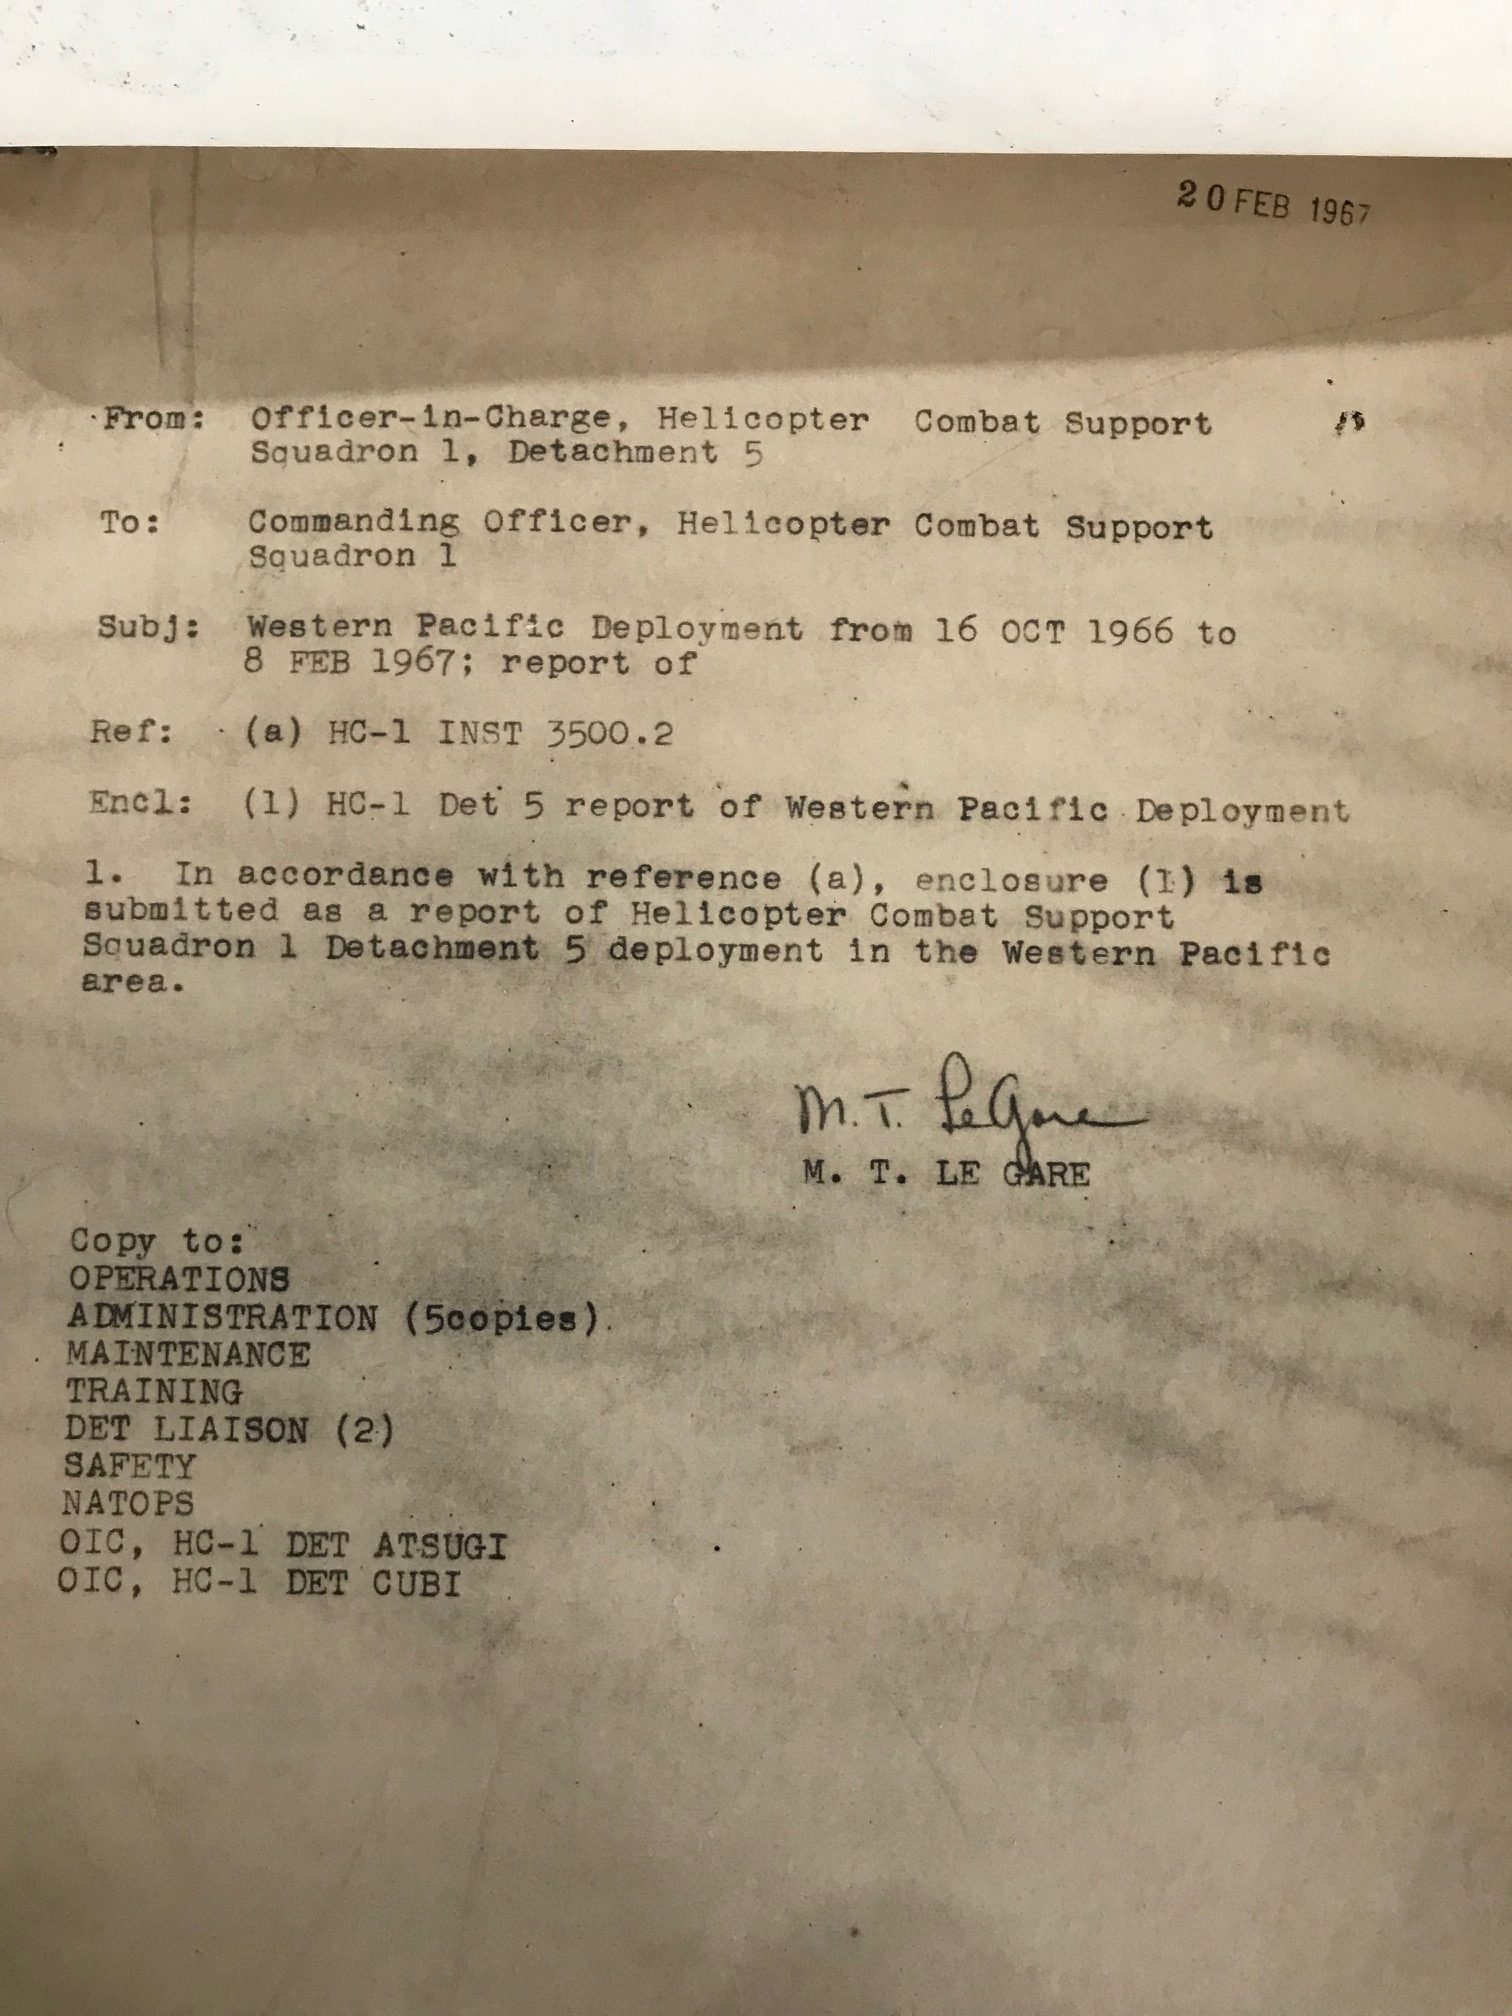 20 FEB 1967
From: Officer-in-Charge, Helicopter Combat Support
Squadron 1, Detachment 5
To: Commanding Officer, Helicopter Combat Support
Squadron 1
Subj: Western Pacific Deployment from 16 OCT 1966 to
8 FEB 1967; report of
Ref: (a) HC-1 INST 3500.2
Encl: (1) HC-1 Det 5 report of Western Pacific Deployment
1. In accordance with reference (a), enclosure (1) is
submitted as a report of Helicopter Combat Support
Squadron 1 Detachment 5 deployment in the Western Pacific
area.
M. T. LeGare
M. T. LE GARE
Copy to:
OPERATIONS
ADMINISTRATION (5copies).
MAINTENANCE
TRAINING
DET LIAISON (2)
SAFETY
NATOPS
OIC, HC-1 DET ATSUGI
OIC, HC-1 DET CUBI